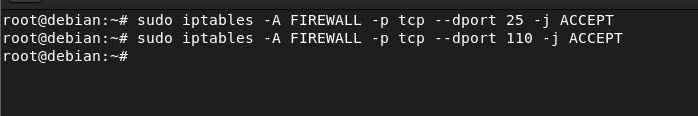 root@debian:~# sudo iptables -A FIREWALL -p tcp --dport 25 -j ACCEPT
root@debian:~# sudo iptables -A FIREWALL -p tcp --dport 110 -j ACCEPT
root@debian:~#